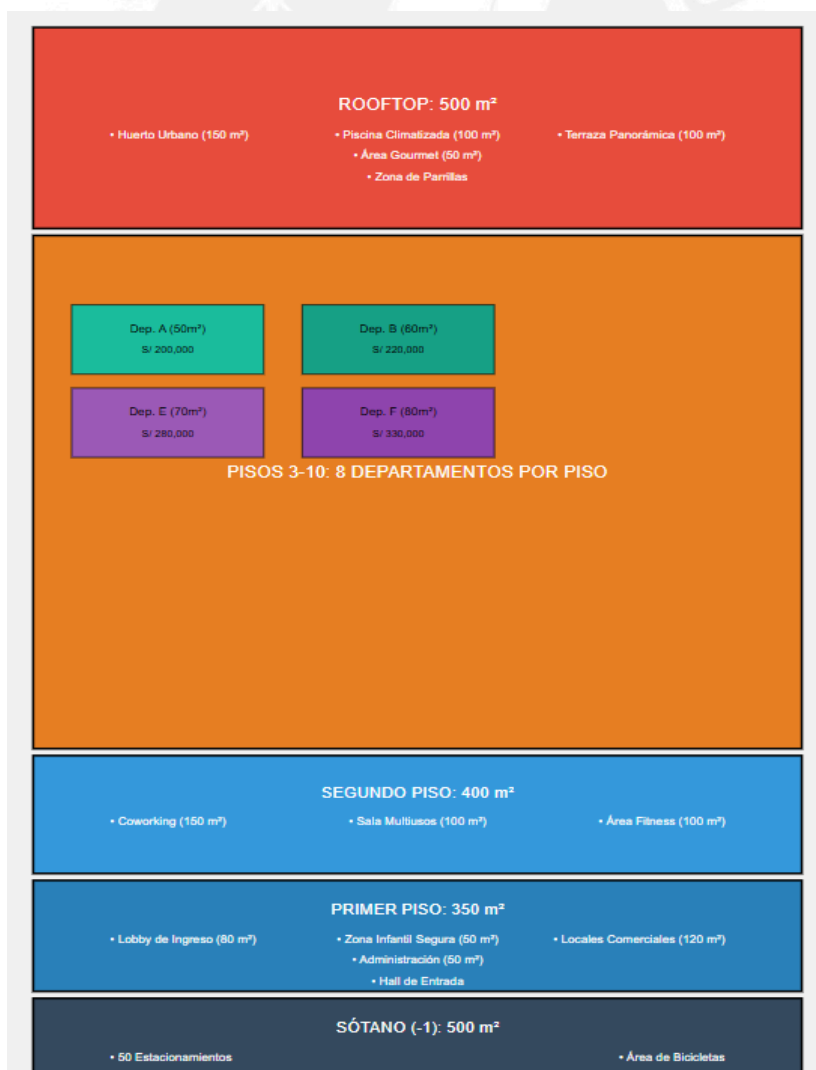 ROOFTOP: 500 m²
• Huerto Urbano (150 m²)
• Piscina Climatizada (100 m²)
• Terraza Panorámica (100 m²)
• Área Gourmet (50 m²)
• Zona de Parrillas
Dep. A (50m²)
S/ 200,000
Dep. B (60m²)
S/ 220,000
Dep. E (70m²)
S/ 280,000
Dep. F (80m²)
S/ 330,000
PISOS 3-10: 8 DEPARTAMENTOS POR PISO
SEGUNDO PISO: 400 m²
• Coworking (150 m²)
• Sala Multiusos (100 m²)
• Área Fitness (100 m²)
PRIMER PISO: 350 m²
• Lobby de Ingreso (80 m²)
• Zona Infantil Segura (50 m²)
• Locales Comerciales (120 m²)
• Administración (50 m²)
• Hall de Entrada
SÓTANO (-1): 500 m²
• 50 Estacionamientos
• Área de Bicicletas